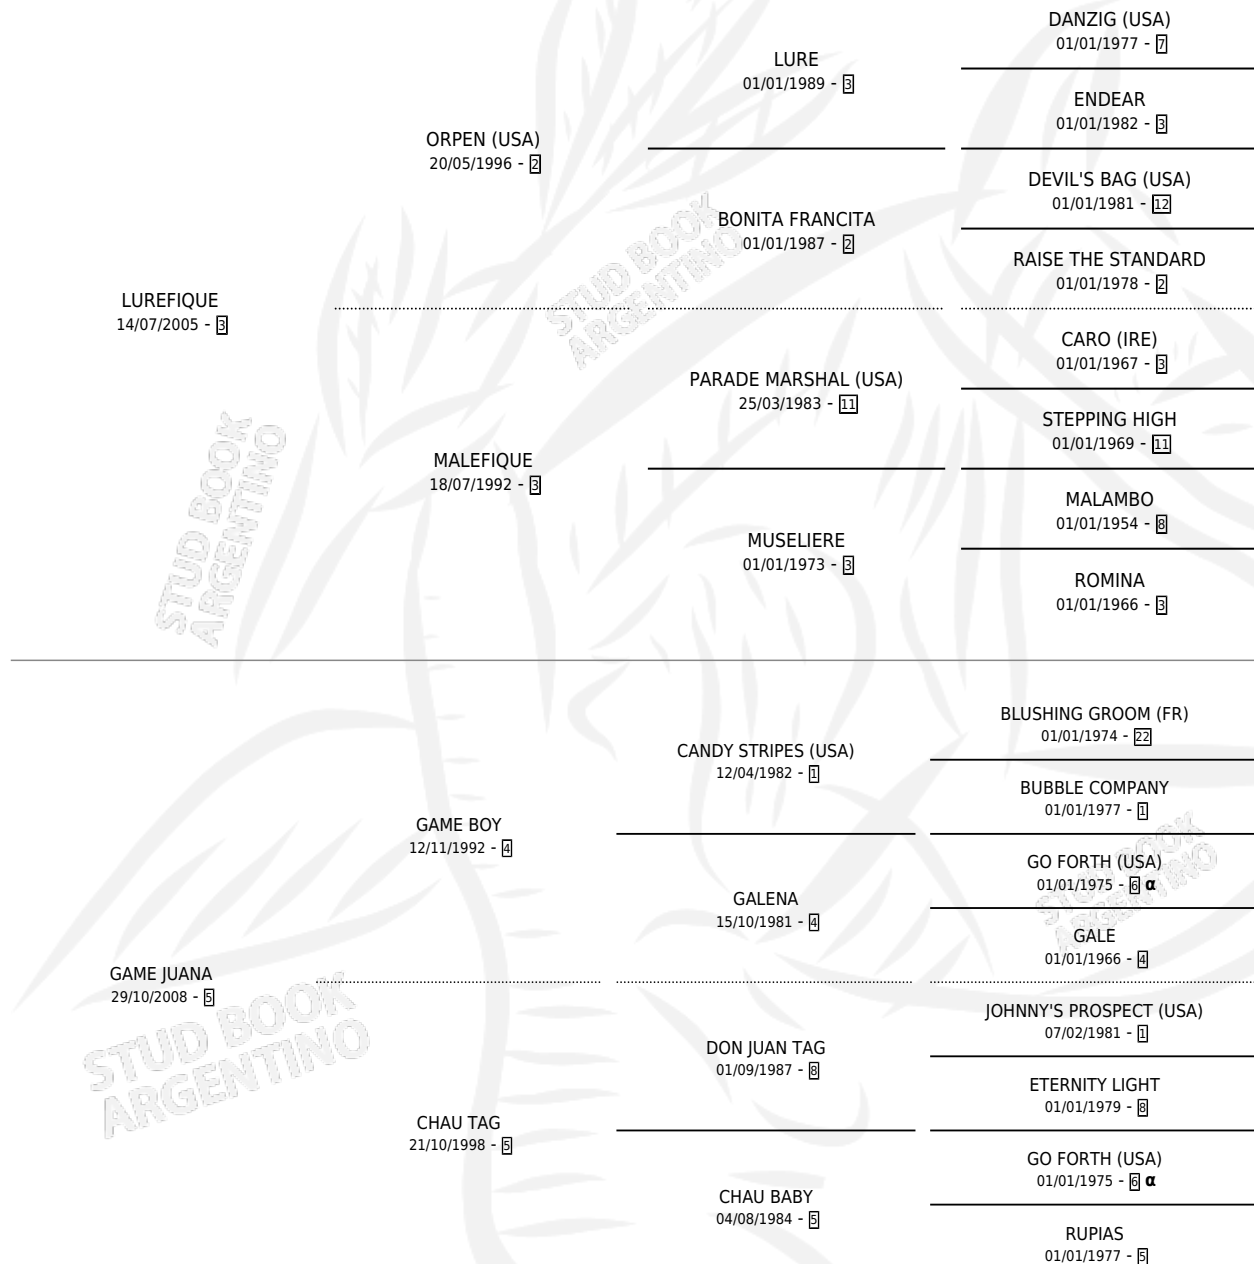 DANZIG (USA)
01/01/1977 - 7
LURE
01/01/1989 - 3
ENDEAR
01/01/1982 - 3
ORPEN (USA)
20/05/1996 - 2
DEVIL'S BAG (USA)
01/01/1981 - 12
BONITA FRANCITA
01/01/1987 - 2
RAISE THE STANDARD
01/01/1978 - 2
LUREFIQUE
14/07/2005 - 3
CARO (IRE)
01/01/1967 - 3
PARADE MARSHAL (USA)
25/03/1983 - 11
STEPPING HIGH
01/01/1969 - 11
MALEFIQUE
18/07/1992 - 3
MALAMBO
01/01/1954 - 8
MUSELIERE
01/01/1973 - 3
ROMINA
01/01/1966 - 3
BLUSHING GROOM (FR)
01/01/1974 - 22
CANDY STRIPES (USA)
12/04/1982 - 1
BUBBLE COMPANY
01/01/1977 - 1
GAME BOY
12/11/1992 - 4
GO FORTH (USA)
01/01/1975 - 6 α
GALENA
15/10/1981 - 4
GALE
01/01/1966 - 4
GAME JUANA
29/10/2008 - 5
JOHNNY'S PROSPECT (USA)
07/02/1981 - 1
DON JUAN TAG
01/09/1987 - 8
ETERNITY LIGHT
01/01/1979 - 8
CHAU TAG
21/10/1998 - 5
GO FORTH (USA)
01/01/1975 - 6 α
CHAU BABY
04/08/1984 - 5
RUPIAS
01/01/1977 - 5
STUD BOOK
ARGENTINO
STUD BOOK
ARGENTINO
STUD BOOK
ARGENTINO
STUD BOOK
ARGENTINO